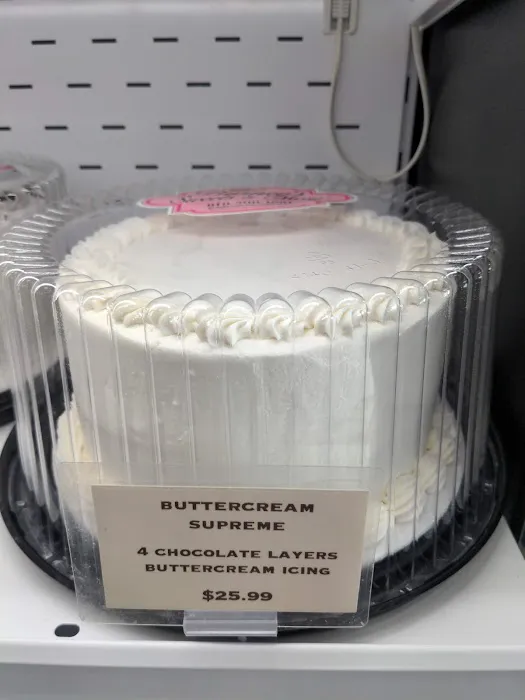 BUTTERCREAM
SUPREME
4 CHOCOLATE LAYERS
BUTTERCREAM ICING
$25.99